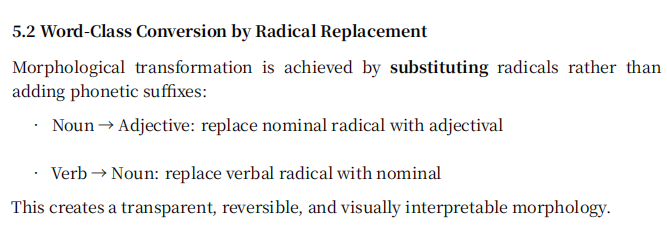 5.2 Word-Class Conversion by Radical Replacement
Morphological transformation is achieved by substituting radicals rather than
adding phonetic suffixes:
· Noun → Adjective: replace nominal radical with adjectival
· Verb → Noun: replace verbal radical with nominal
This creates a transparent, reversible, and visually interpretable morphology.